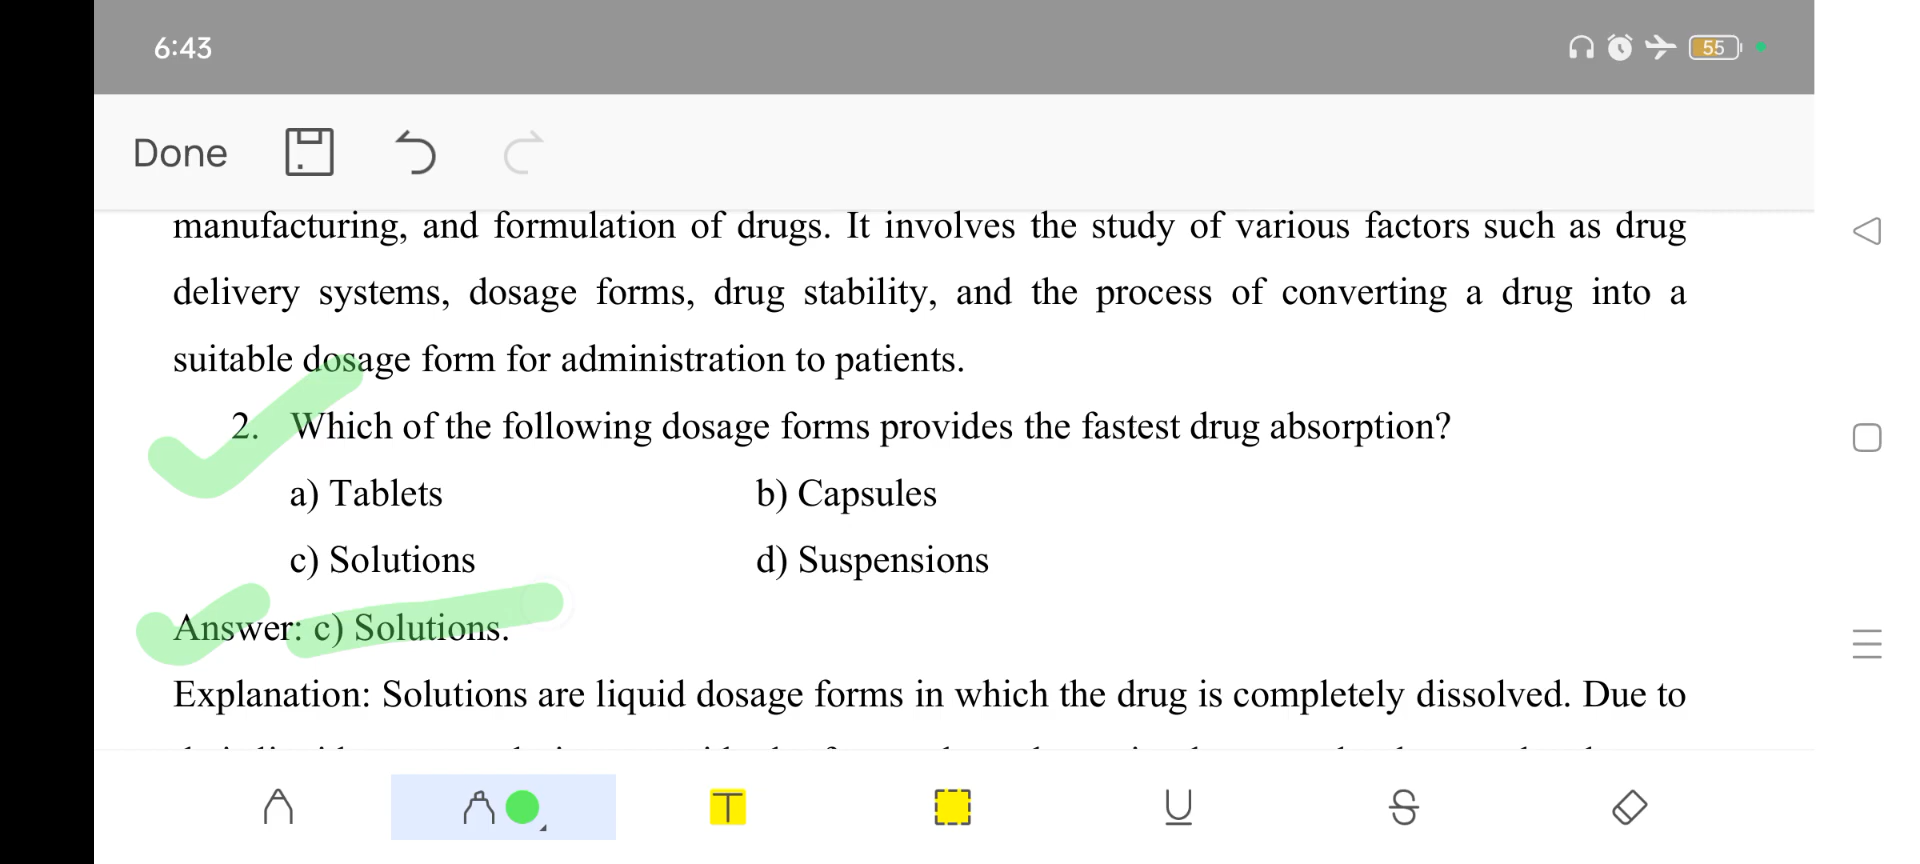 6:43
55
Done
manufacturing, and formulation of drugs. It involves the study of various factors such as drug
delivery systems, dosage forms, drug stability, and the process of converting a drug into a
suitable dosage form for administration to patients.
2. Which of the following dosage forms provides the fastest drug absorption?
a) Tablets b) Capsules
c) Solutions d) Suspensions
Answer: c) Solutions.
Explanation: Solutions are liquid dosage forms in which the drug is completely dissolved. Due to
T
U
S